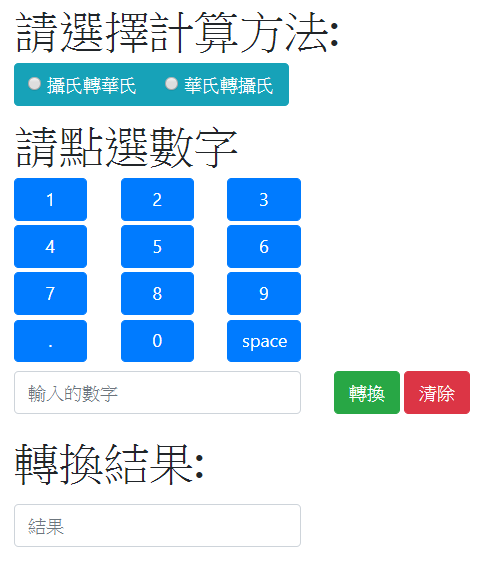 請選擇計算方法:
攝氏轉華氏 華氏轉攝氏
請點選數字
1 2 3
4 5 6
7 8 9
. 0 space
輸入的數字 轉換 清除
轉換結果:
結果